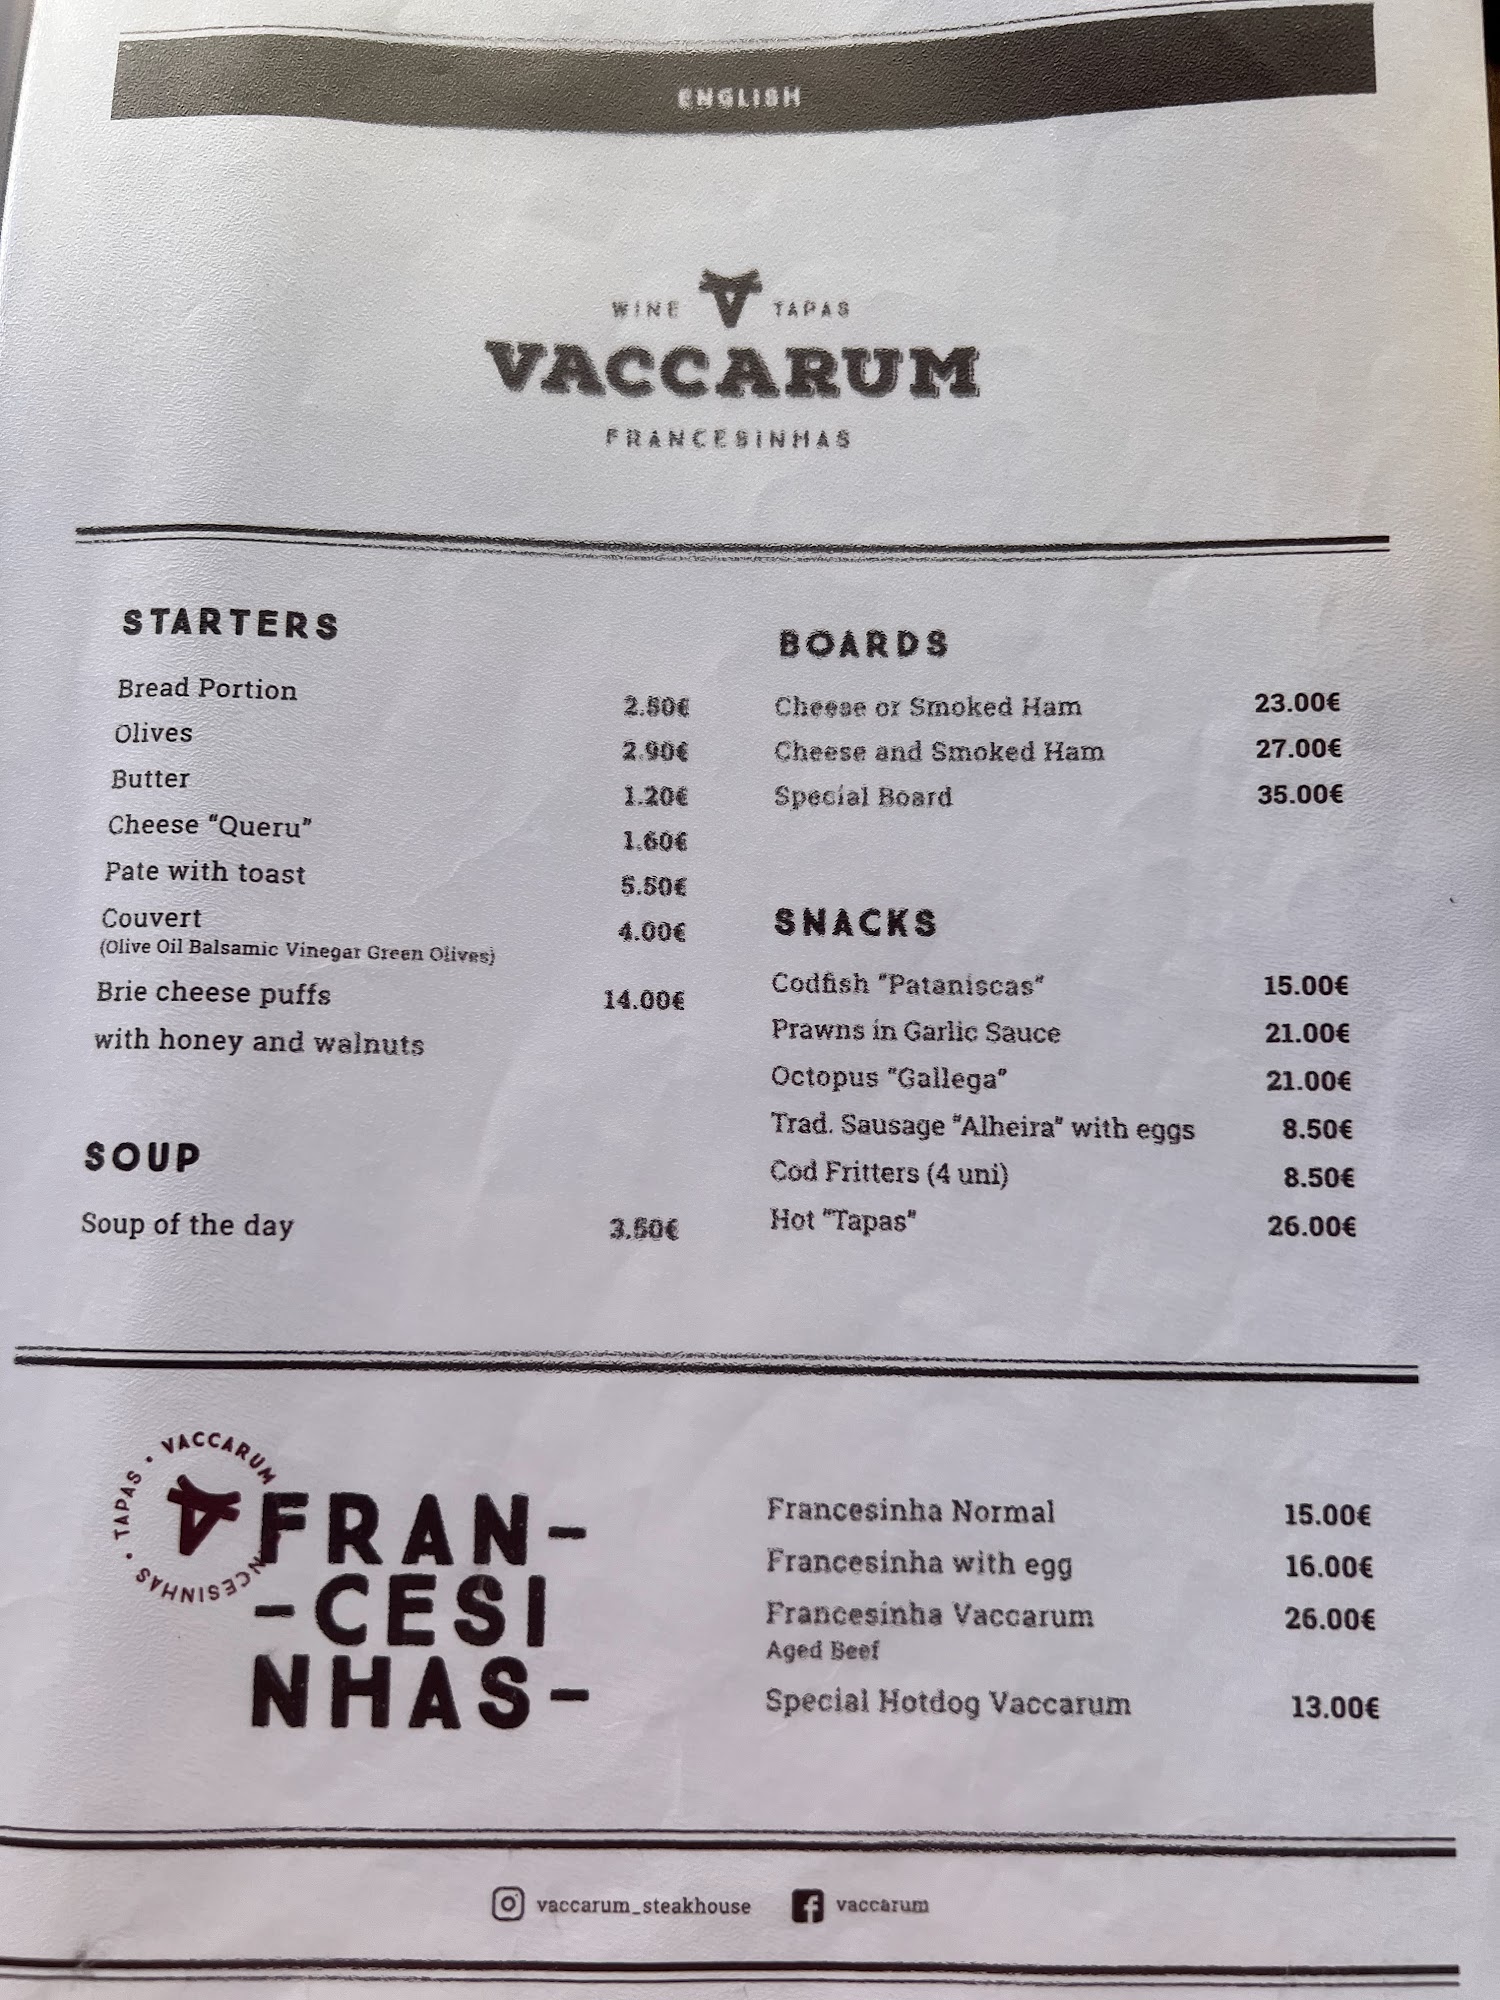 ENGLISH
WINE TAPAS
VACCARUM
FRANCESINHAS
STARTERS
Bread Portion 2.50€
Olives 2.90€
Butter 1.20€
Cheese "Queru" 1.60€
Pate with toast 5.50€
Couvert 4.00€
(Olive Oil Balsamic Vinegar Green Olives)
Brie cheese puffs 14.00€
with honey and walnuts
SOUP
Soup of the day 3.50€
BOARDS
Cheese or Smoked Ham 23.00€
Cheese and Smoked Ham 27.00€
Special Board 35.00€
SNACKS
Codfish "Pataniscas" 15.00€
Prawns in Garlic Sauce 21.00€
Octopus "Gallega" 21.00€
Trad. Sausage "Alheira" with eggs 8.50€
Cod Fritters (4 uni) 8.50€
Hot "Tapas" 26.00€
TAPAS · VACCARUM
NCESINHAS ·
FRAN-
-CESI
NHAS-
Francesinha Normal 15.00€
Francesinha with egg 16.00€
Francesinha Vaccarum 26.00€
Aged Beef
Special Hotdog Vaccarum 13.00€
vaccarum_steakhouse vaccarum